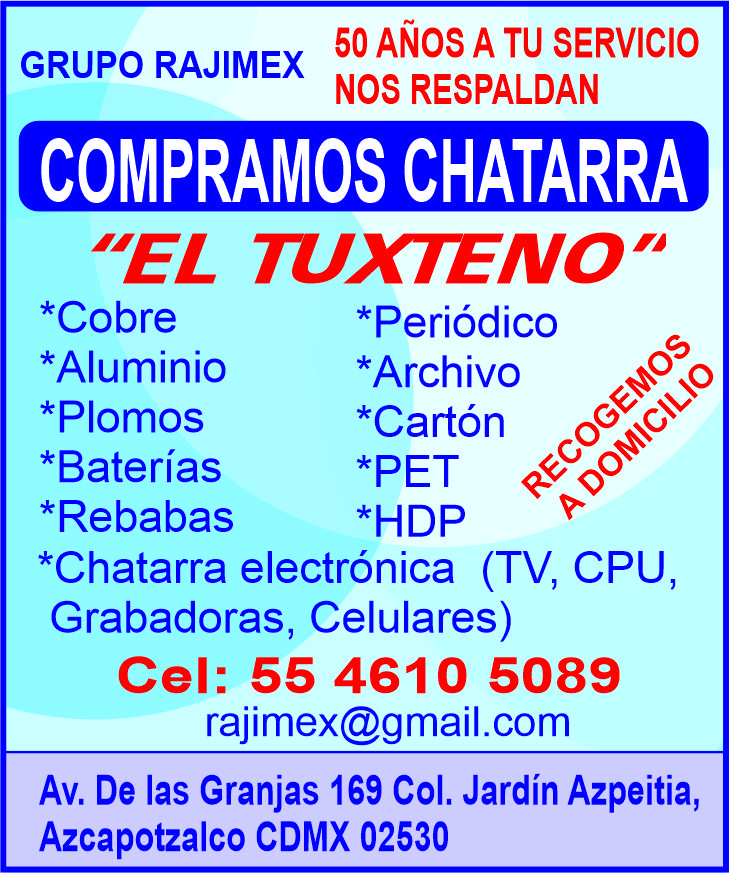 GRUPO RAJIMEX
50 AÑOS A TU SERVICIO
NOS RESPALDAN
COMPRAMOS CHATARRA
“EL TUXTENO”
*Cobre
*Aluminio
*Plomos
*Baterías
*Rebabas
*Periódico
*Archivo
*Cartón
*PET
*HDP
RECOGEMOS
A DOMICILIO
*Chatarra electrónica (TV, CPU,
Grabadoras, Celulares)
Cel: 55 4610 5089
rajimex@gmail.com
Av. De las Granjas 169 Col. Jardín Azpeitia,
Azcapotzalco CDMX 02530